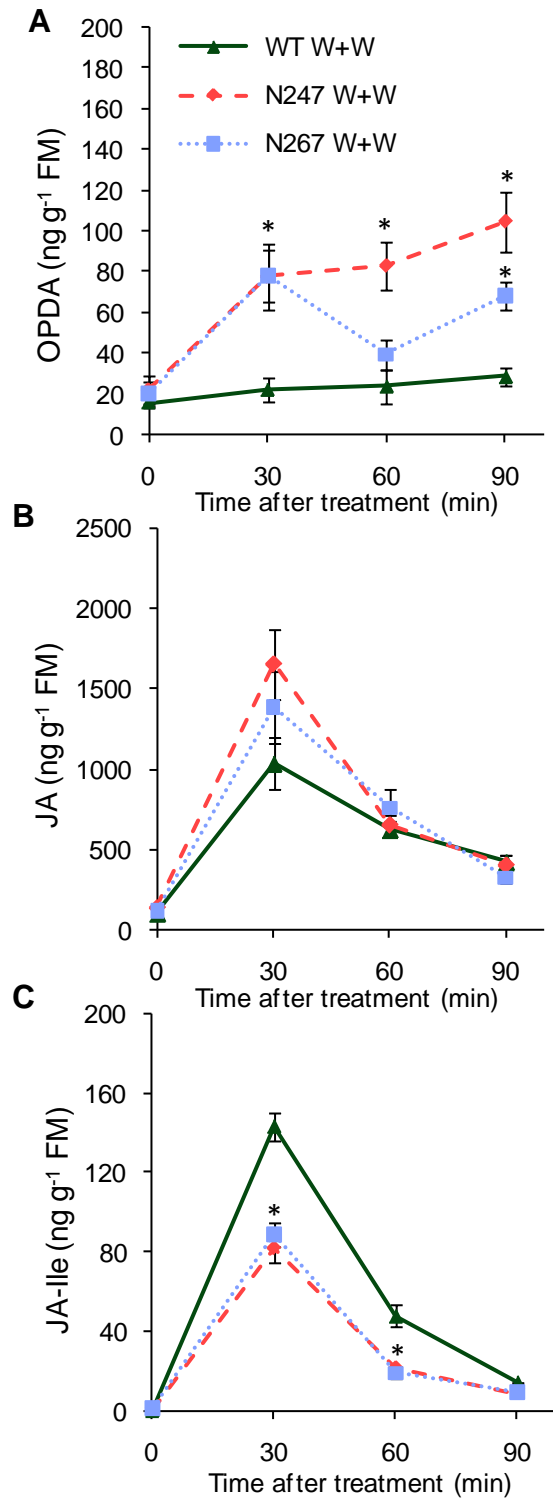 A
OPDA (ng g⁻¹ FM)
200
180
160
140
120
100
80
60
40
20
0
WT W+W
N247 W+W
N267 W+W
*
*
*
*
0 30 60 90
Time after treatment (min)
B
JA (ng g⁻¹ FM)
2500
2000
1500
1000
500
0
0 30 60 90
Time after treatment (min)
C
JA-Ile (ng g⁻¹ FM)
200
160
120
80
40
0
*
*
0 30 60 90
Time after treatment (min)